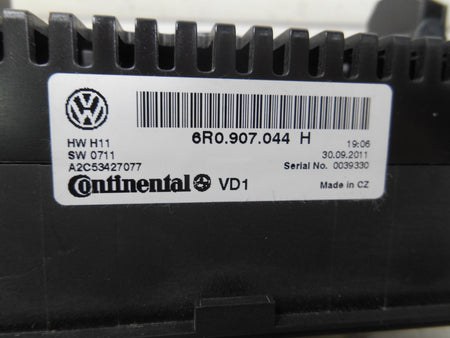 6R0.907.044 H
HW H11
19:06
SW 0711
30.09.2011
A2C53427077
Serial No. 0039330
Continental VD1
Made in CZ